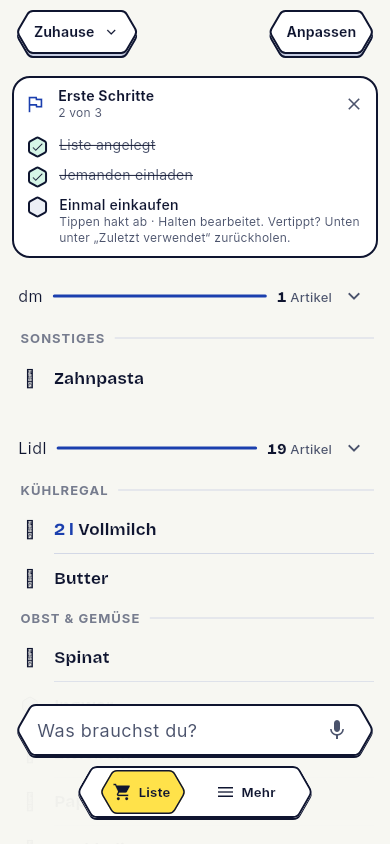 Zuhause
Anpassen
Erste Schritte
2 von 3
Liste angelegt
Jemanden einladen
Einmal einkaufen
Tippen hakt ab · Halten bearbeitet. Vertippt? Unten
unter „Zuletzt verwendet“ zurückholen.
dm
1 Artikel
SONSTIGES
Zahnpasta
Lidl
19 Artikel
KÜHLREGAL
2 l Vollmilch
Butter
OBST & GEMÜSE
Spinat
Was brauchst du?
Liste
Mehr